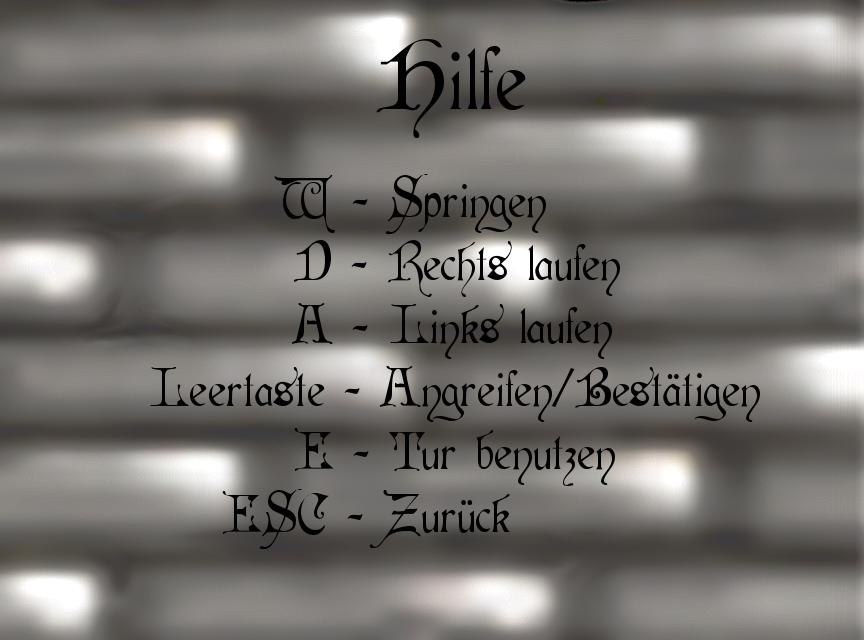 Hilfe
W - Springen
D - Rechts laufen
A - Links laufen
Leertaste - Angreifen/Bestätigen
E - Tur benutzen
ESC - Zurück